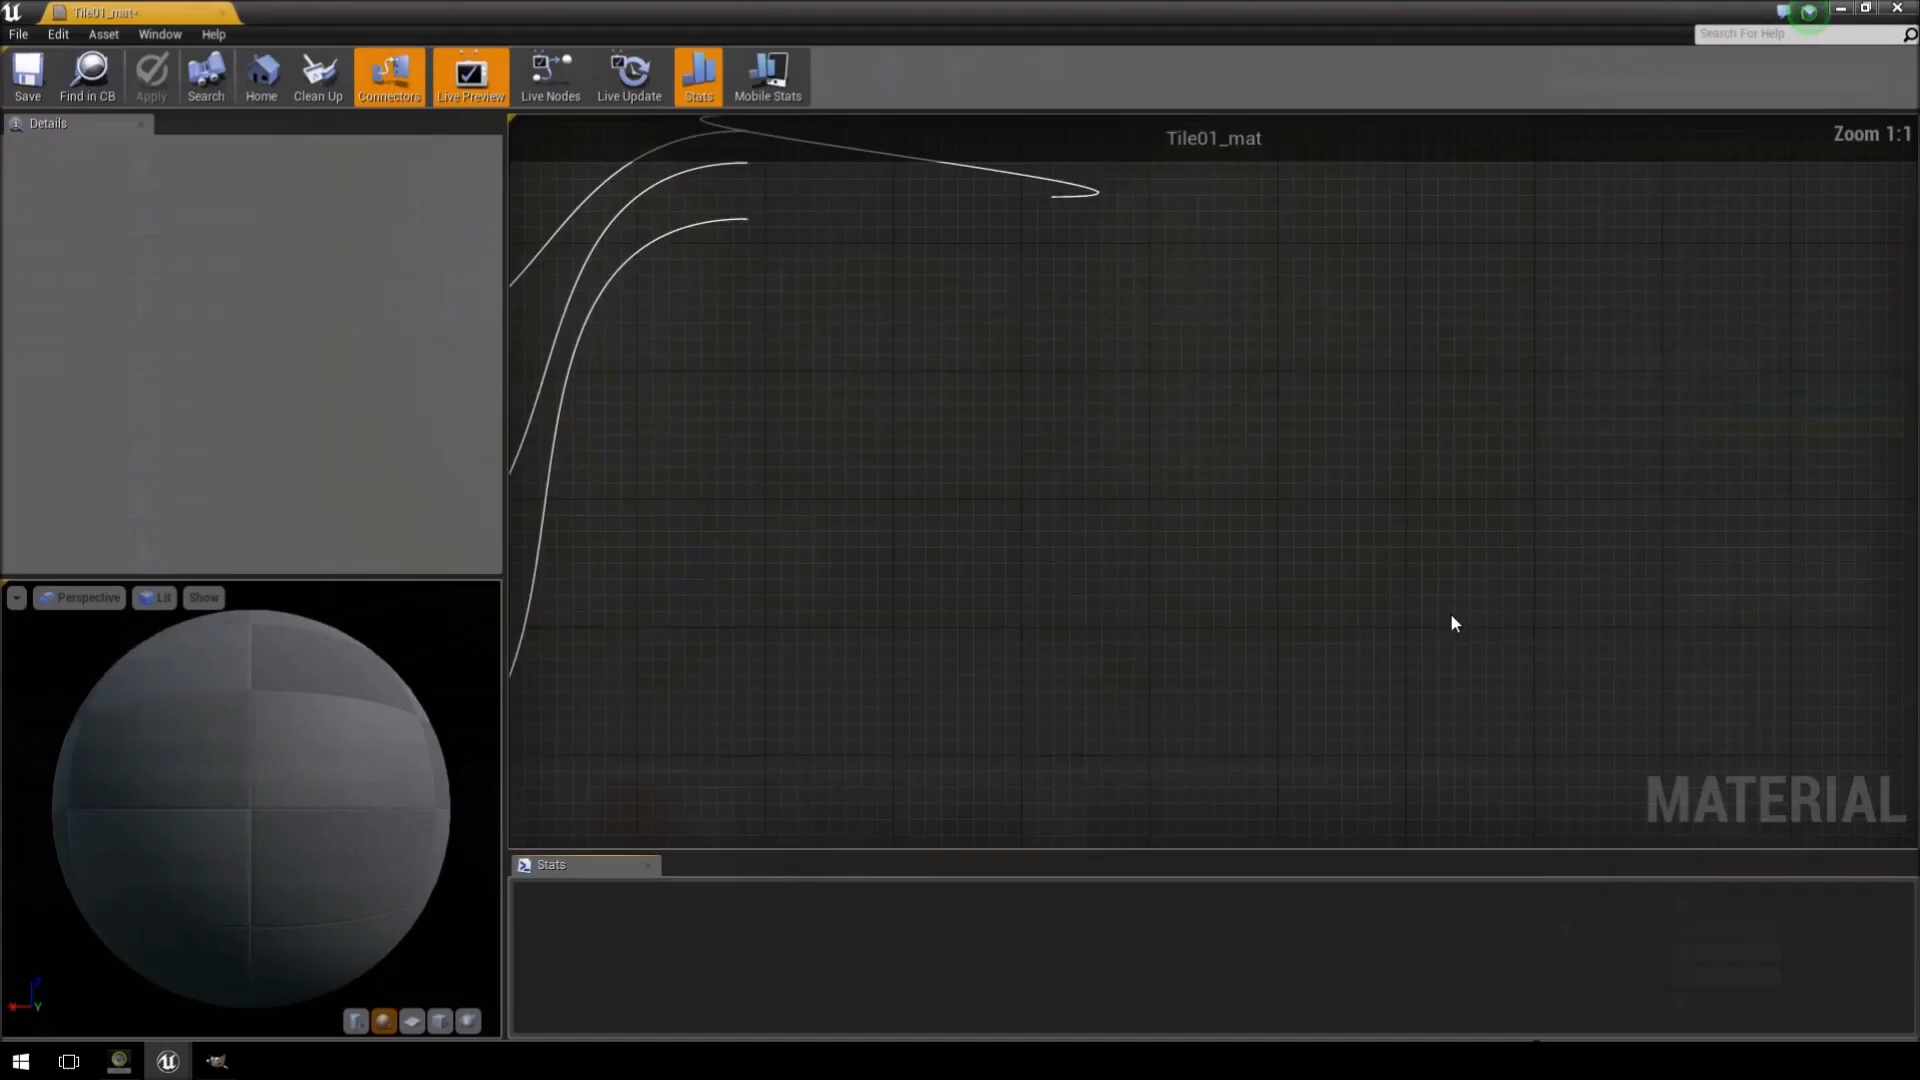 Tile01_mat*
File Edit Asset Window Help
Search For Help
Save Find in CB Apply Search Home Clean Up Connectors Live Preview Live Nodes Live Update Stats Mobile Stats
Details
Tile01_mat
Zoom 1:1
Perspective Lit Show
MATERIAL
Stats